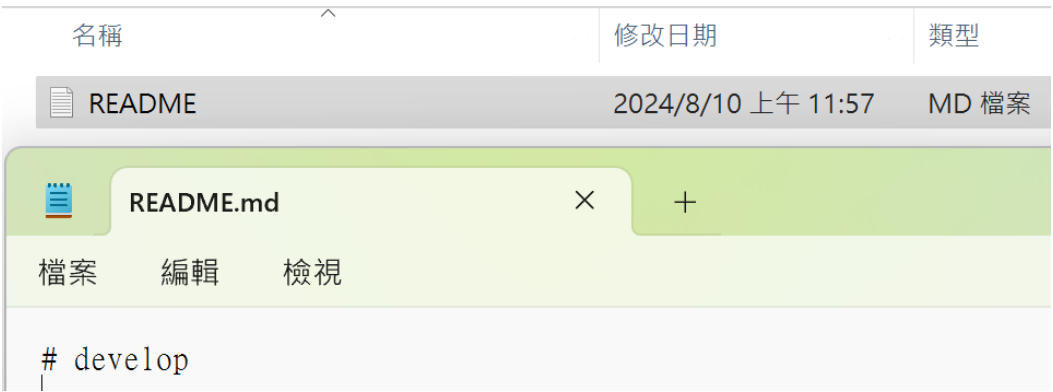 名稱 修改日期 類型
README 2024/8/10 上午 11:57 MD 檔案
README.md
檔案 編輯 檢視
# develop